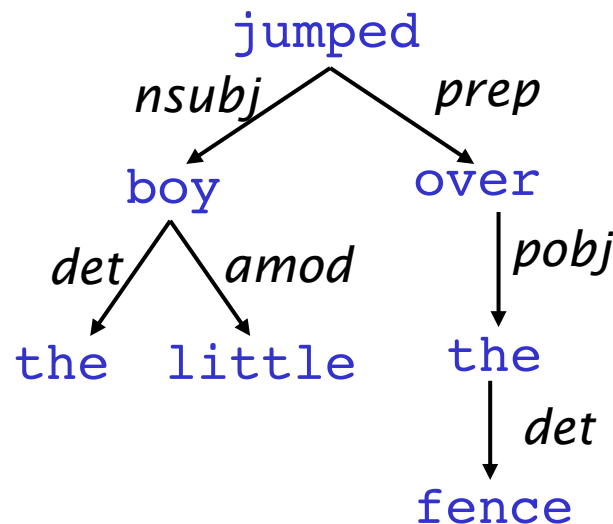 jumped
nsubj prep
boy over
det amod pobj
the little the
det
fence